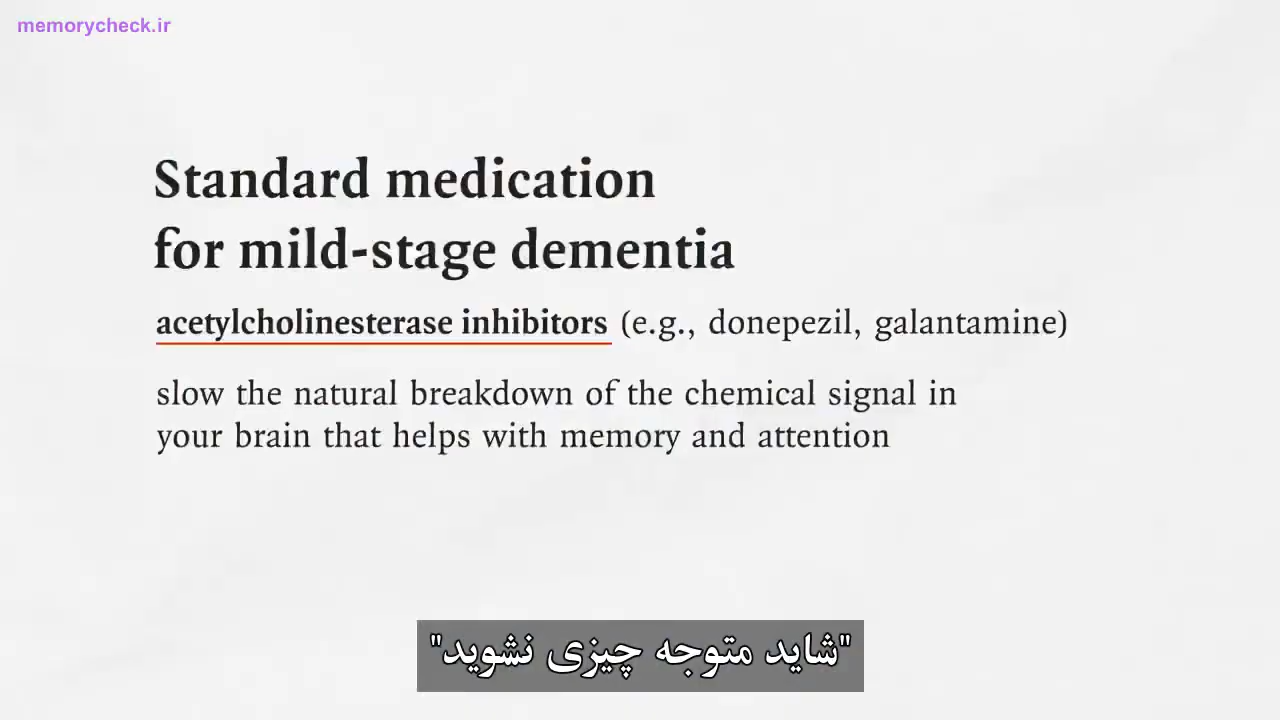 memorycheck.ir
Standard medication
for mild-stage dementia
acetylcholinesterase inhibitors (e.g., donepezil, galantamine)
slow the natural breakdown of the chemical signal in
your brain that helps with memory and attention
"شاید متوجه چیزی نشوید"